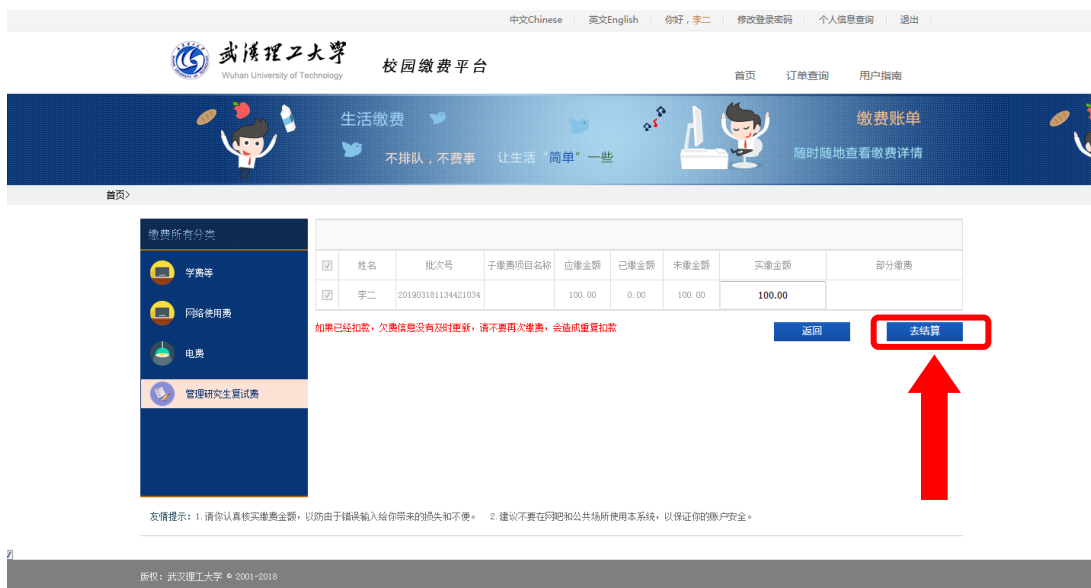 中文Chinese 英文English 你好，李二 修改登录密码 个人信息查询 退出
武汉理工大学
Wuhan University of Technology
校园缴费平台
首页 订单查询 用户指南
生活缴费
不排队，不费事 让生活“简单”一些
缴费账单
随时随地查看缴费详情
首页>
缴费所有分类
学费等
网络使用费
电费
管理研究生复试费
姓名 批次号 子缴费项目名称 应缴金额 已缴金额 未缴金额 实缴金额 部分缴费
李二 201903181134421034 100.00 0.00 100.00 100.00
如果已经扣款，欠费信息没有及时更新，请不要再次缴费，会造成重复扣款
返回 去结算
友情提示：1.请你认真核实缴费金额，以防由于错误输入给你带来的损失和不便。 2.建议不要在网吧和公共场所使用本系统，以保证你的账户安全。
版权：武汉理工大学 © 2001-2018